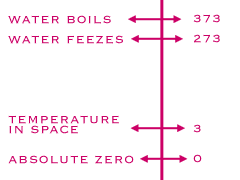 WATER BOILS 373
WATER FEEZES 273
TEMPERATURE
IN SPACE 3
ABSOLUTE ZERO 0